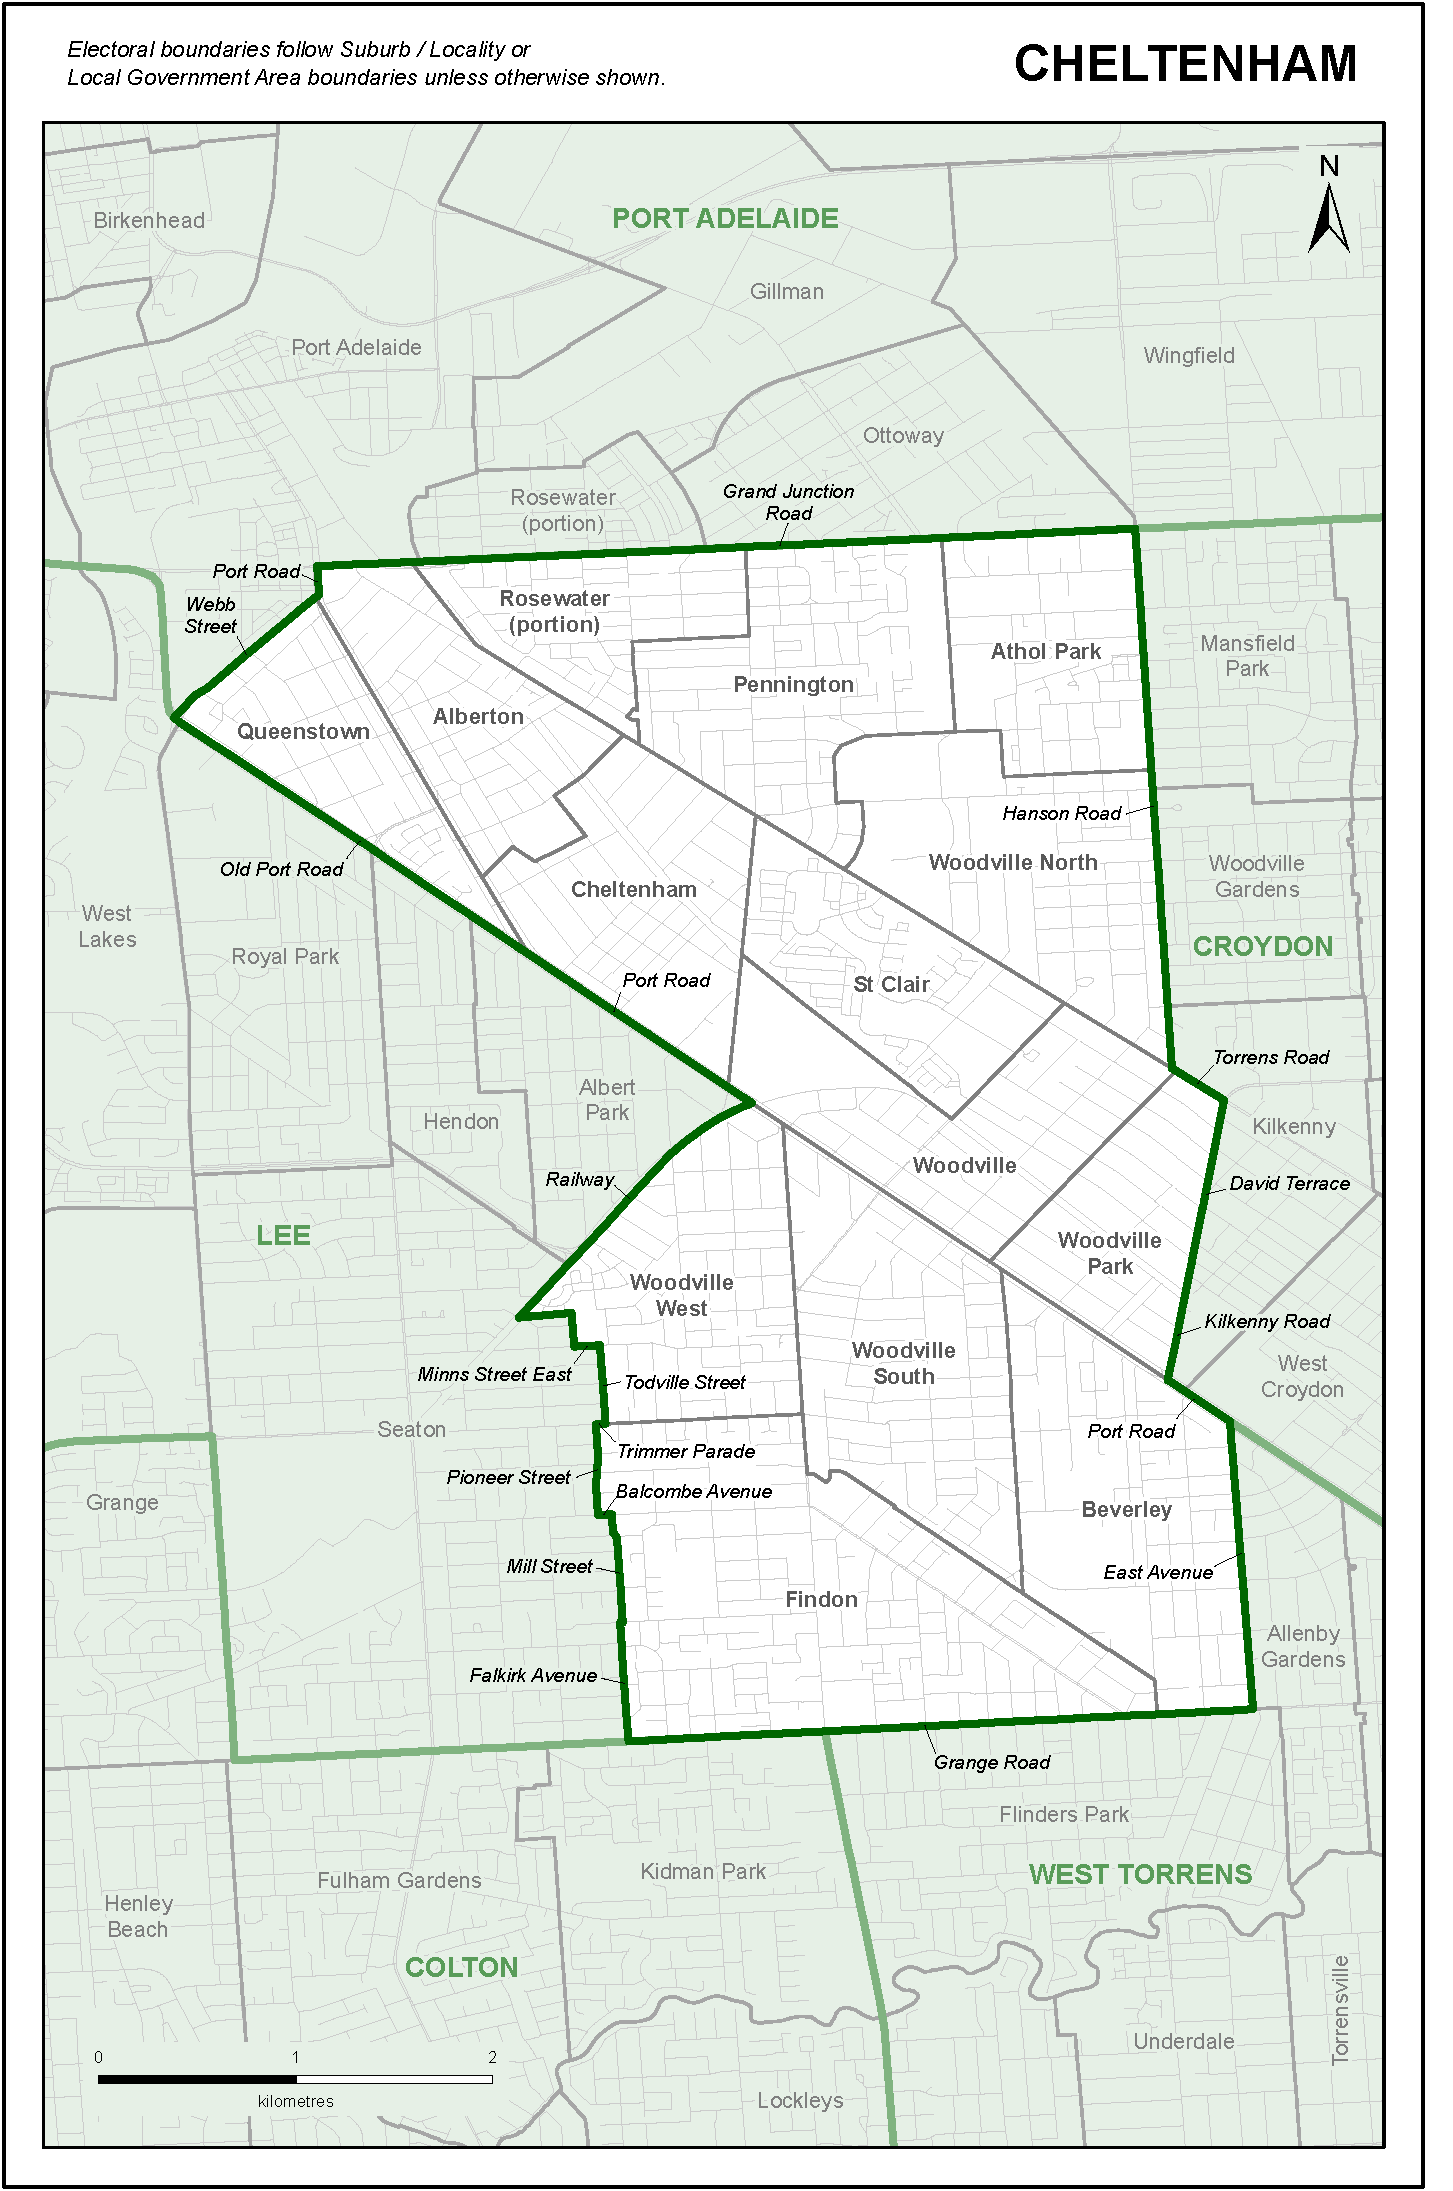 Electoral boundaries follow Suburb / Locality or
Local Government Area boundaries unless otherwise shown.
CHELTENHAM
N
Birkenhead
PORT ADELAIDE
Gillman
Port Adelaide
Wingfield
Ottoway
Rosewater
(portion)
Grand Junction
Road
Port Road
Webb
Street
Rosewater
(portion)
Athol Park
Mansfield
Park
Pennington
Queenstown
Alberton
Hanson Road
Old Port Road
Cheltenham
Woodville North
Woodville
Gardens
West
Lakes
Royal Park
CROYDON
Port Road
St Clair
Torrens Road
Albert
Park
Hendon
Kilkenny
Woodville
Railway
David Terrace
LEE
Woodville
Park
Woodville
West
Kilkenny Road
Woodville
South
West
Croydon
Minns Street East
Todville Street
Seaton
Port Road
Trimmer Parade
Pioneer Street
Balcombe Avenue
Grange
Beverley
Mill Street
East Avenue
Findon
Allenby
Gardens
Falkirk Avenue
Grange Road
Flinders Park
Fulham Gardens
Kidman Park
WEST TORRENS
Henley
Beach
COLTON
Torrensville
Underdale
0 1 2
kilometres
Lockleys